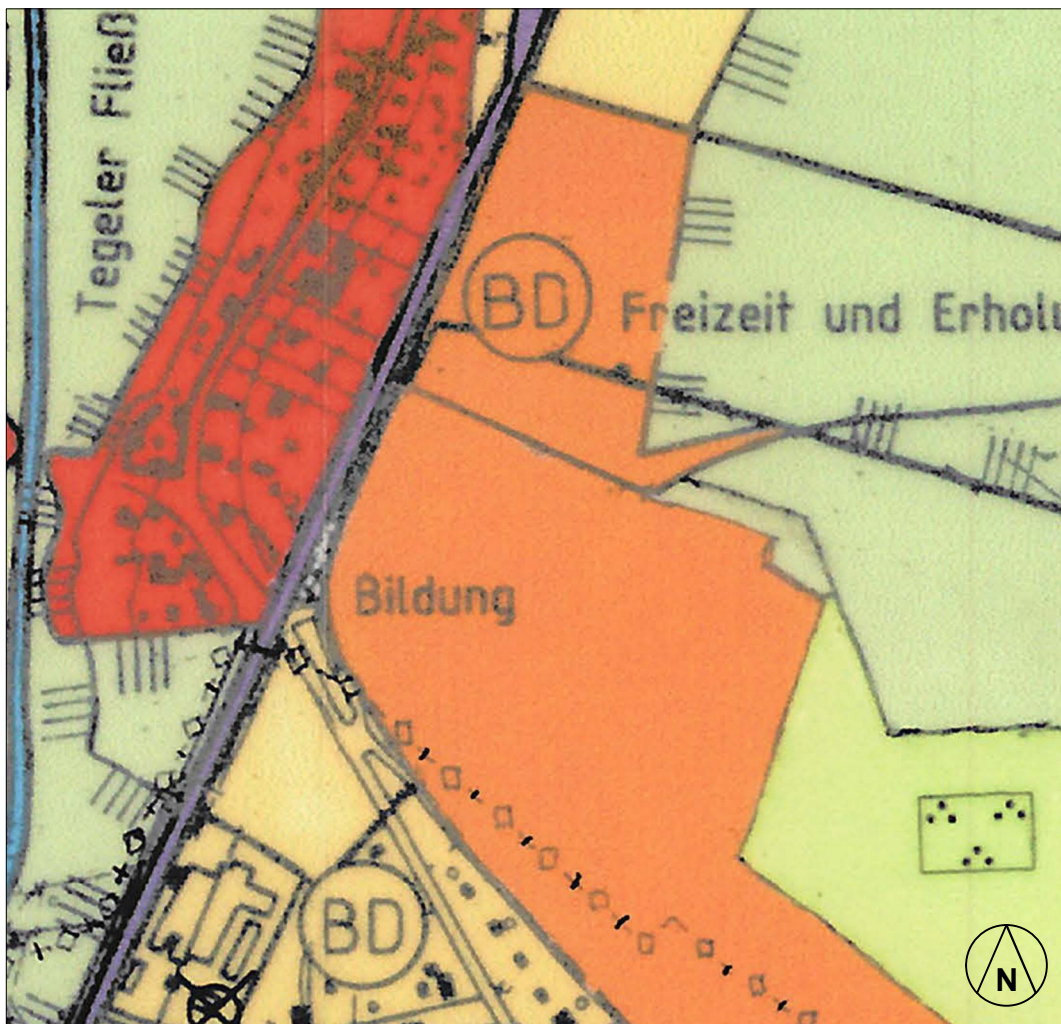 Tegeler Fließ
BD
Freizeit und Erholu
Bildung
BD
N